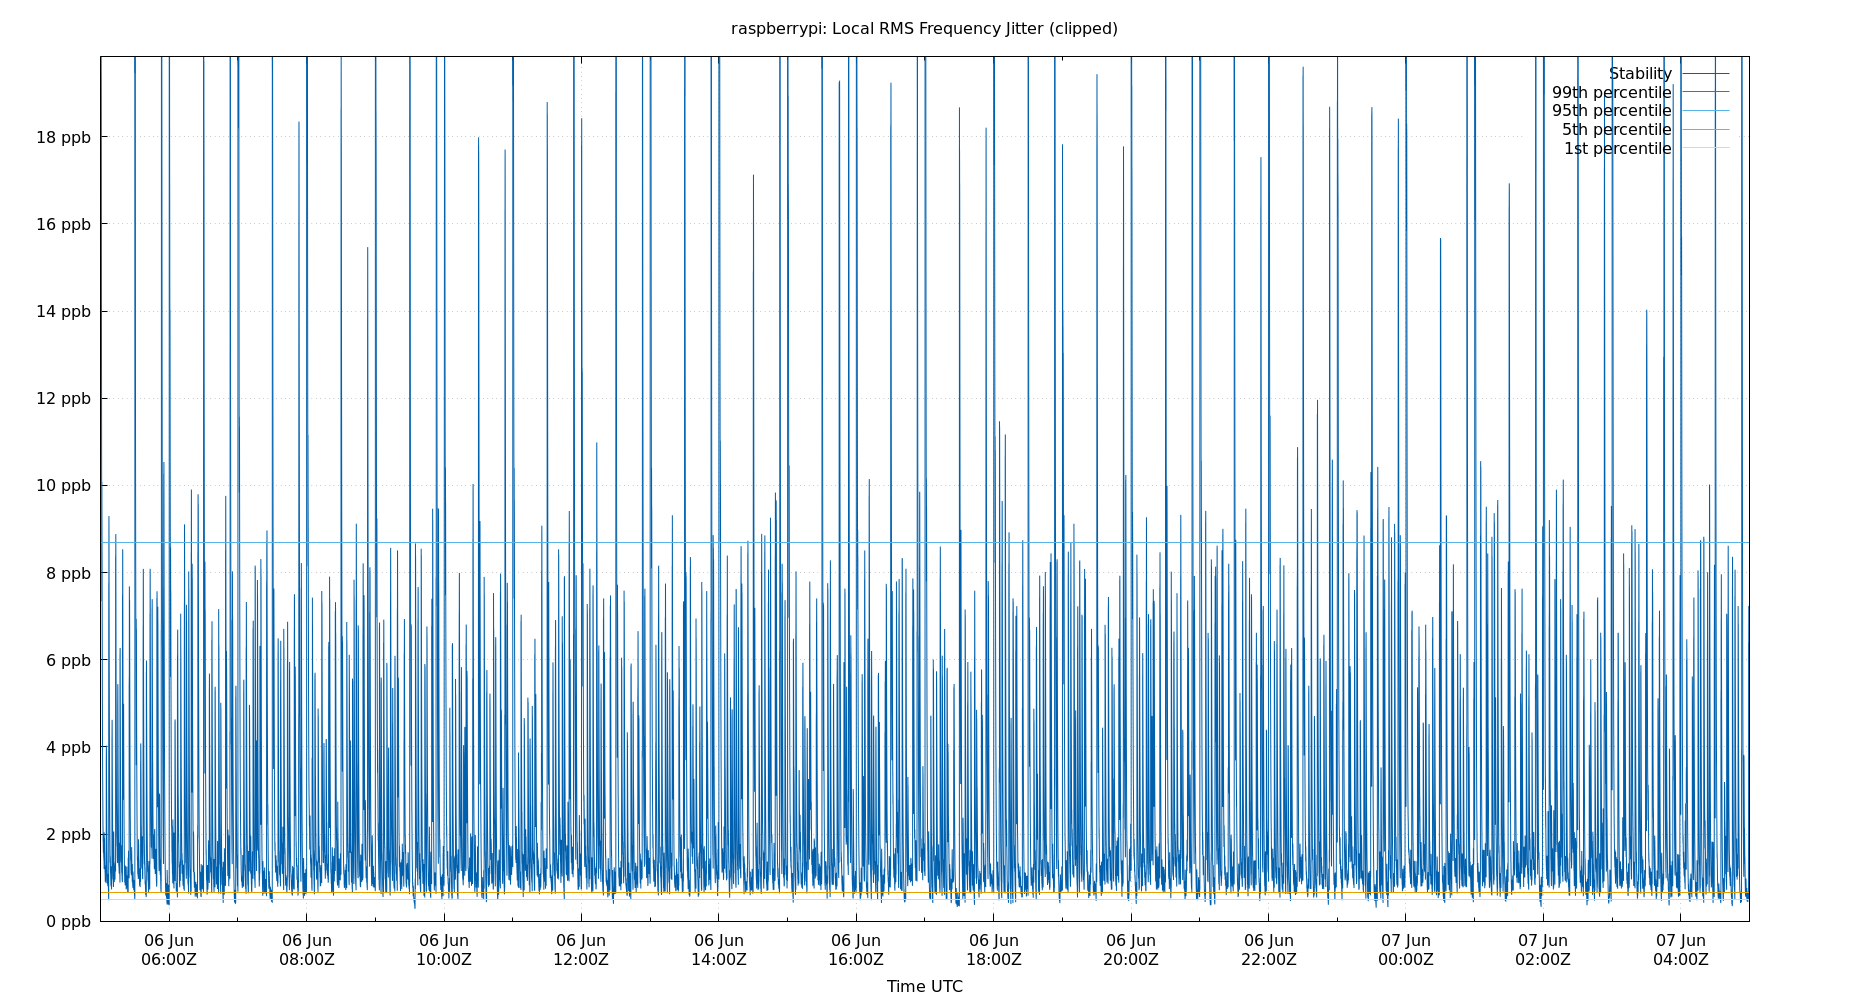 raspberrypi: Local RMS Frequency Jitter (clipped)
Stability
99th percentile
95th percentile
5th percentile
1st percentile
18 ppb
16 ppb
14 ppb
12 ppb
10 ppb
8 ppb
6 ppb
4 ppb
2 ppb
0 ppb
06 Jun 06 Jun 06 Jun 06 Jun 06 Jun 06 Jun 06 Jun 06 Jun 06 Jun 07 Jun 07 Jun 07 Jun
06:00Z 08:00Z 10:00Z 12:00Z 14:00Z 16:00Z 18:00Z 20:00Z 22:00Z 00:00Z 02:00Z 04:00Z
Time UTC